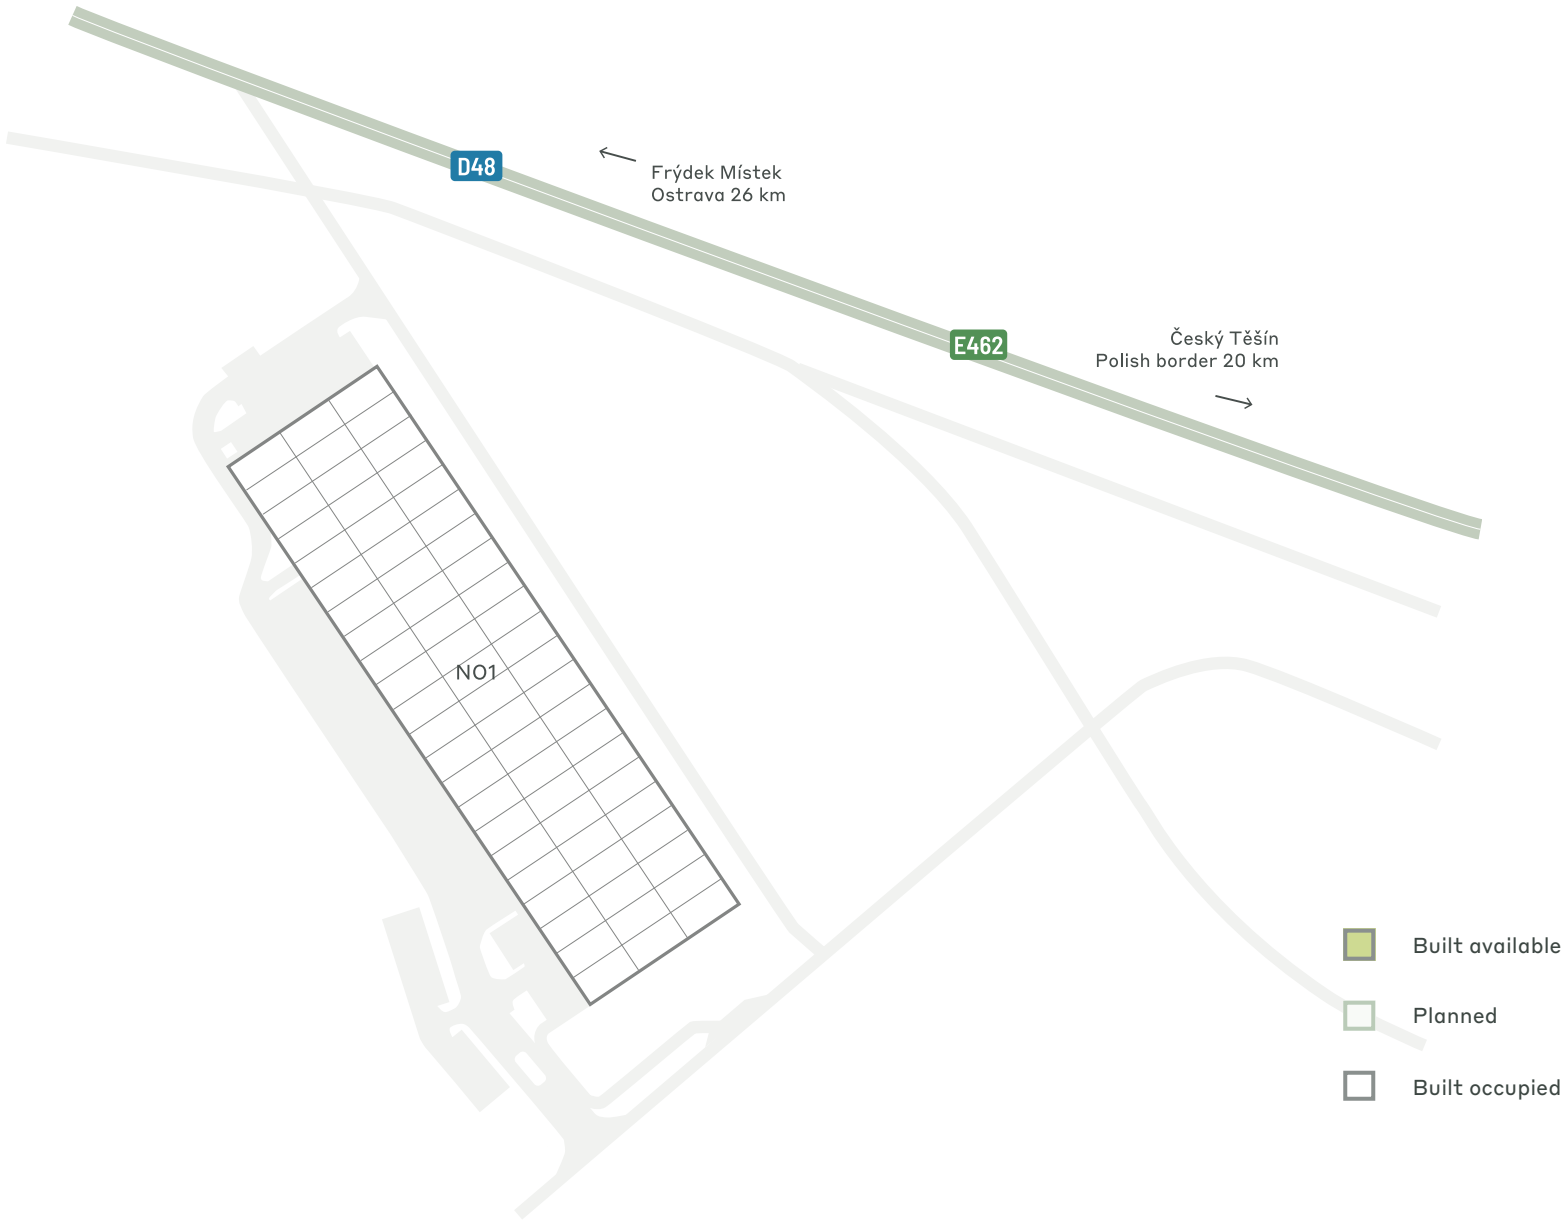 D48
Frýdek Místek
Ostrava 26 km
E462
Český Těšín
Polish border 20 km
NO1
Built available
Planned
Built occupied